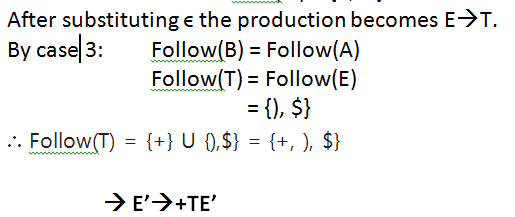 After substituting ϵ the production becomes E→T.
By case 3: Follow(B) = Follow(A)
Follow(T) = Follow(E)
= {), $}
∴ Follow(T) = {+} U {),$} = {+, ), $}
→ E’→+TE’